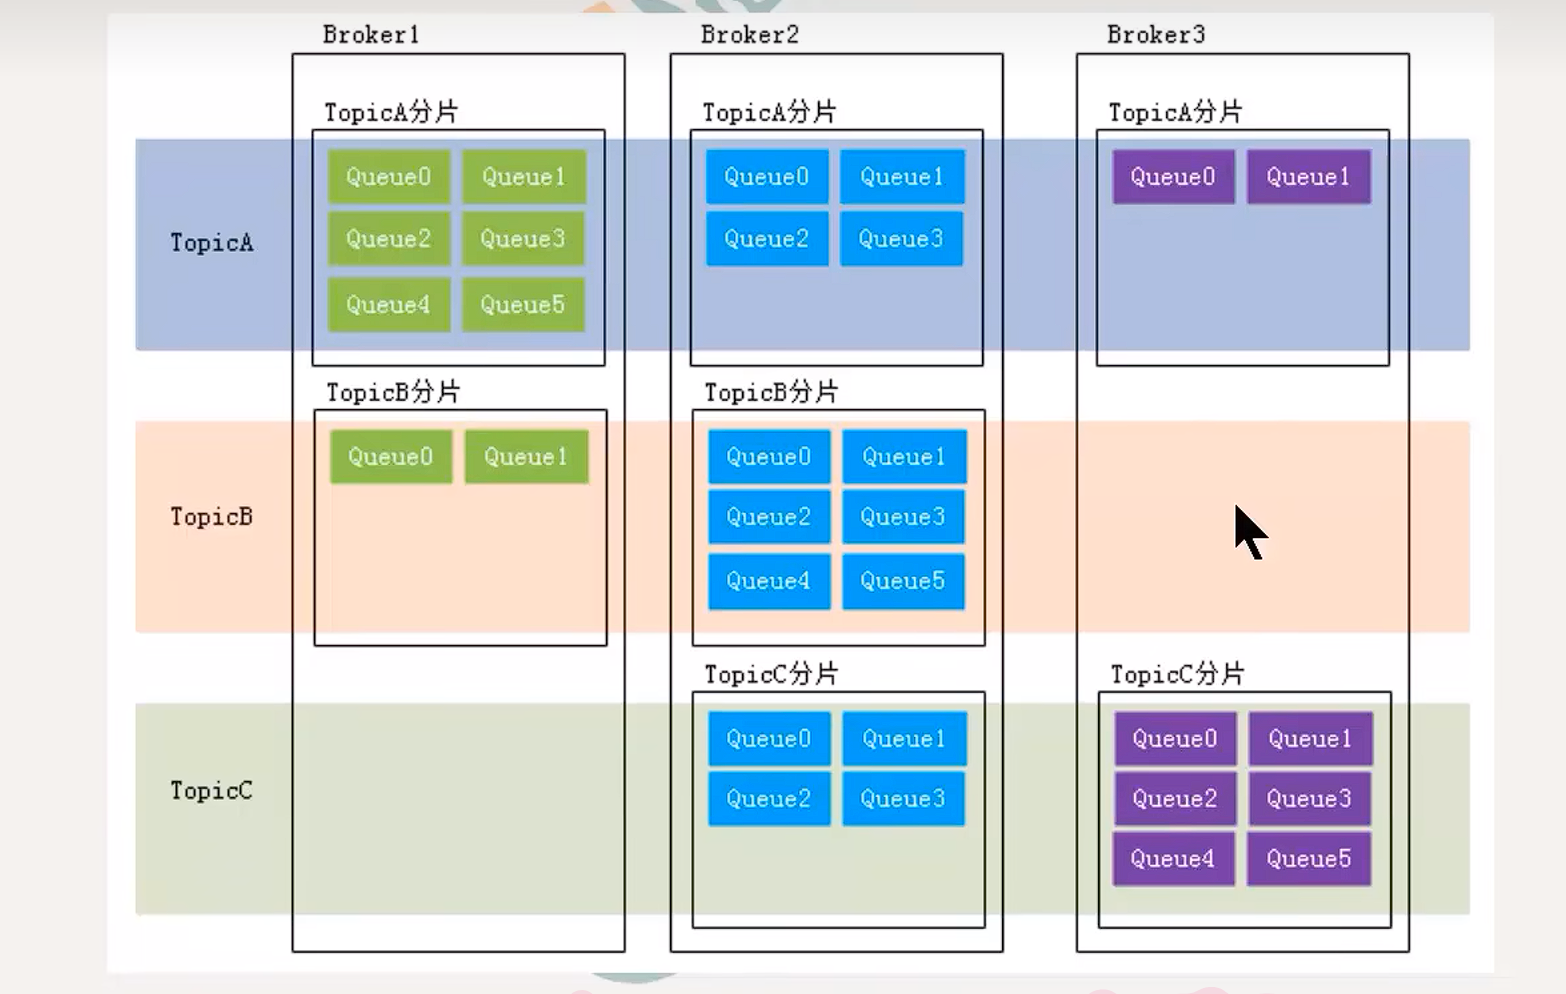 Broker1 Broker2 Broker3
TopicA分片 TopicA分片 TopicA分片
Queue0 Queue1 Queue0 Queue1 Queue0 Queue1
Queue2 Queue3 Queue2 Queue3
TopicA
Queue4 Queue5
TopicB分片 TopicB分片
Queue0 Queue1 Queue0 Queue1
TopicB Queue2 Queue3
Queue4 Queue5
TopicC分片 TopicC分片
Queue0 Queue1 Queue0 Queue1
TopicC Queue2 Queue3 Queue2 Queue3
Queue4 Queue5